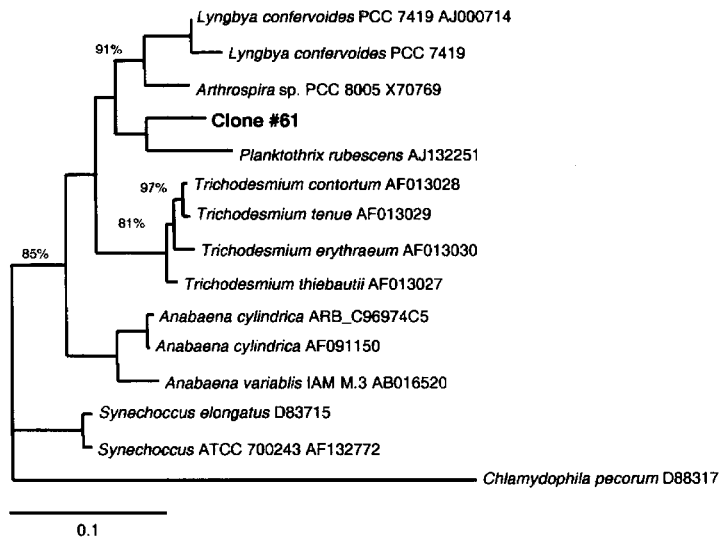 Lyngbya confervoides PCC 7419 AJ000714
91%
Lyngbya confervoides PCC 7419
Arthrospira sp. PCC 8005 X70769
Clone #61
Planktothrix rubescens AJ132251
97%
Trichodesmium contortum AF013028
Trichodesmium tenue AF013029
81%
Trichodesmium erythraeum AF013030
85%
Trichodesmium thiebautii AF013027
Anabaena cylindrica ARB_C96974C5
Anabaena cylindrica AF091150
Anabaena variablis IAM M.3 AB016520
Synechoccus elongatus D83715
Synechoccus ATCC 700243 AF132772
Chlamydophila pecorum D88317
0.1